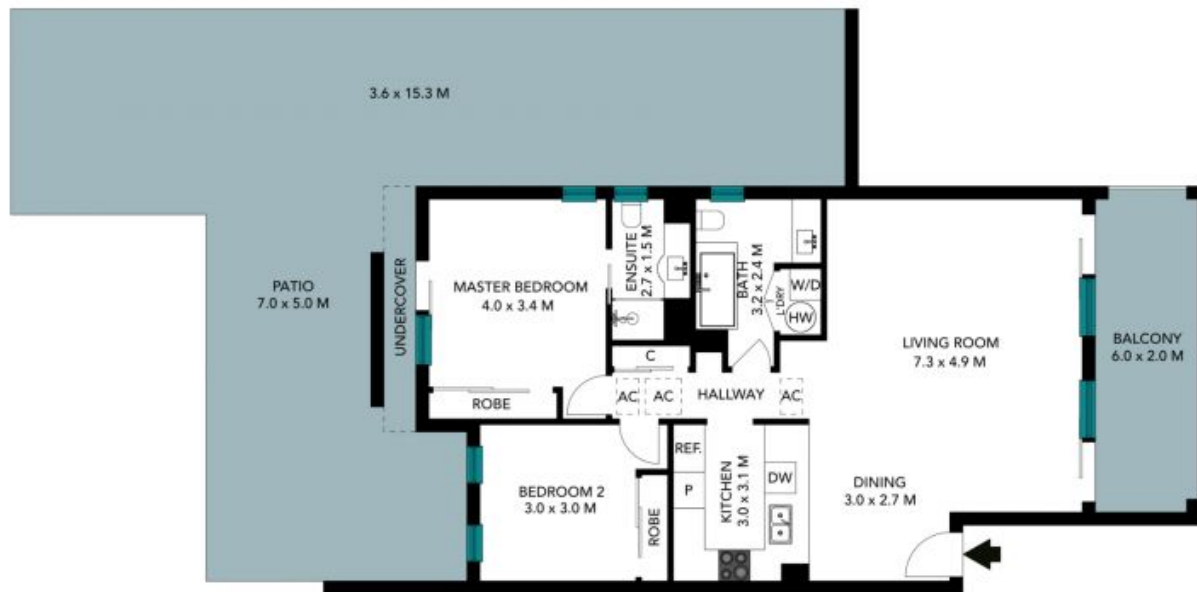 3.6 x 15.3 M
PATIO
7.0 x 5.0 M
UNDERCOVER
MASTER BEDROOM
4.0 x 3.4 M
ROBE
ENSUITE
2.7 x 1.5 M
BATH
3.2 x 2.4 M
L'DRY
W/D
HW
C
AC
AC
HALLWAY
AC
LIVING ROOM
7.3 x 4.9 M
BALCONY
6.0 x 2.0 M
BEDROOM 2
3.0 x 3.0 M
ROBE
REF.
P
KITCHEN
3.0 x 3.1 M
DW
DINING
3.0 x 2.7 M